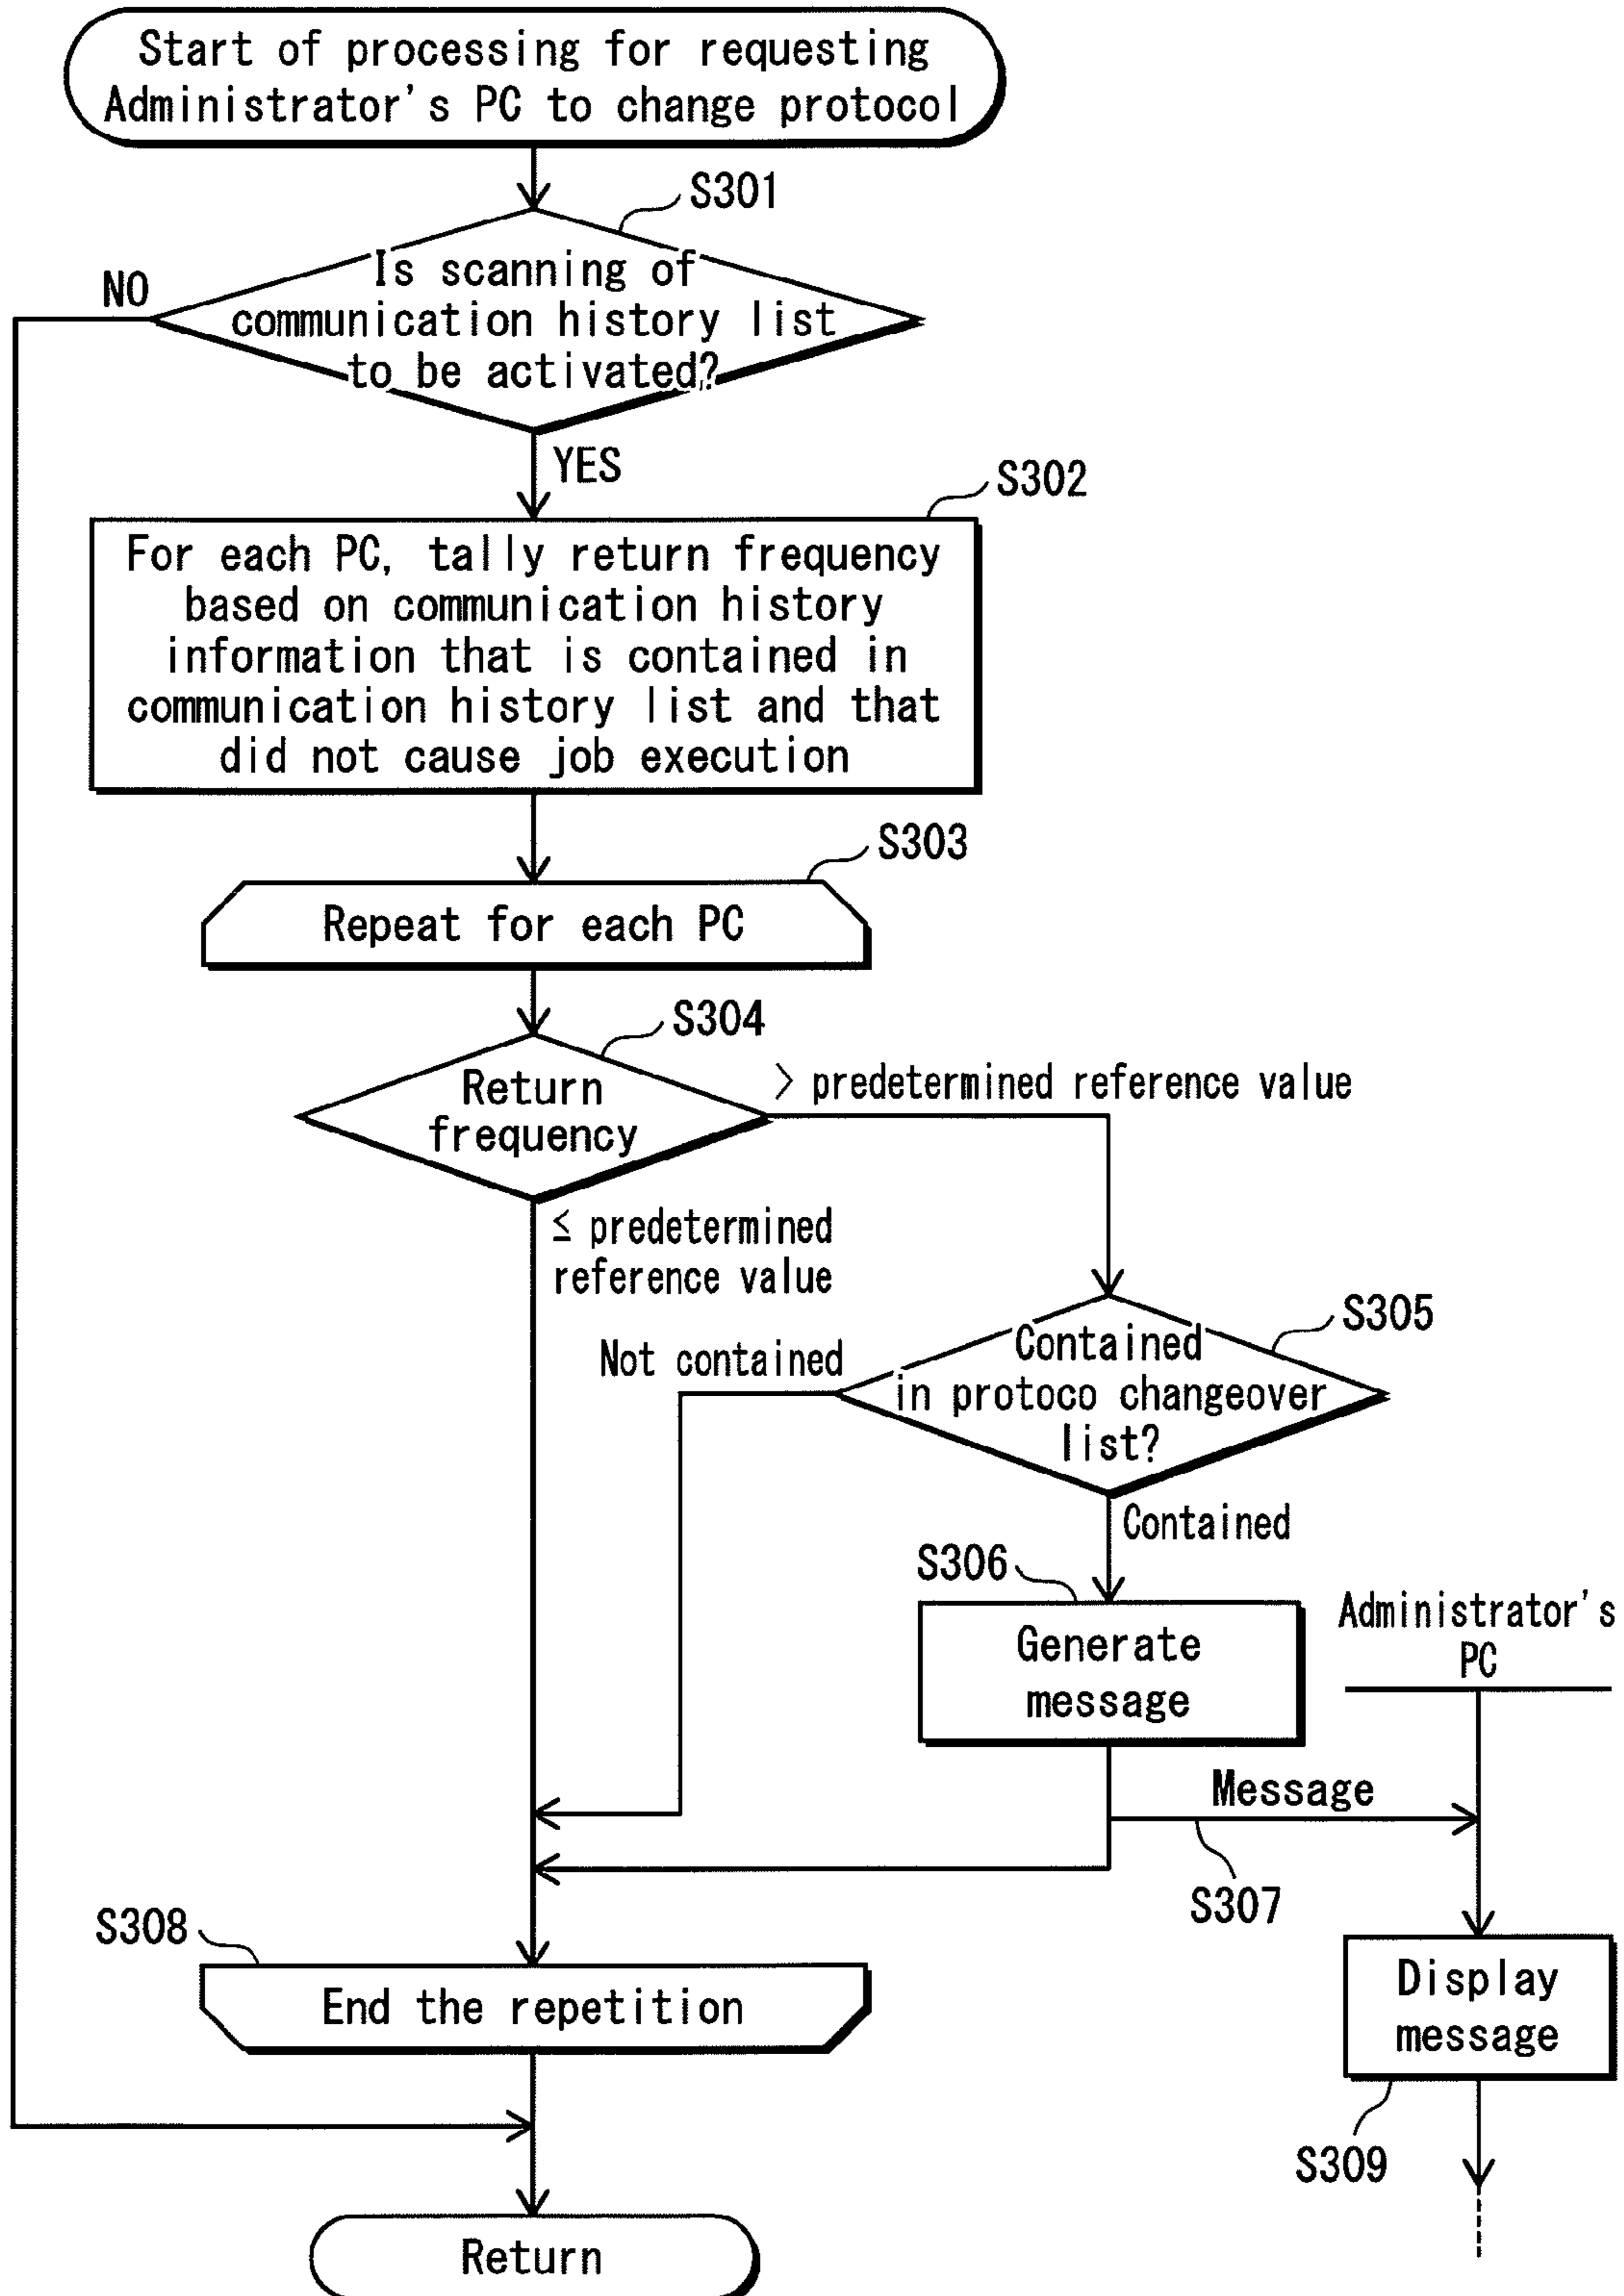 Start of processing for requesting
Administrator's PC to change protocol
S301
NO
Is scanning of
communication history list
to be activated?
YES
S302
For each PC, tally return frequency
based on communication history
information that is contained in
communication history list and that
did not cause job execution
S303
Repeat for each PC
S304
Return
frequency
> predetermined reference value
≤ predetermined
reference value
S305
Not contained
Contained
in protoco changeover
list?
Contained
S306
Generate
message
Administrator's
PC
Message
S307
S308
End the repetition
Display
message
S309
Return